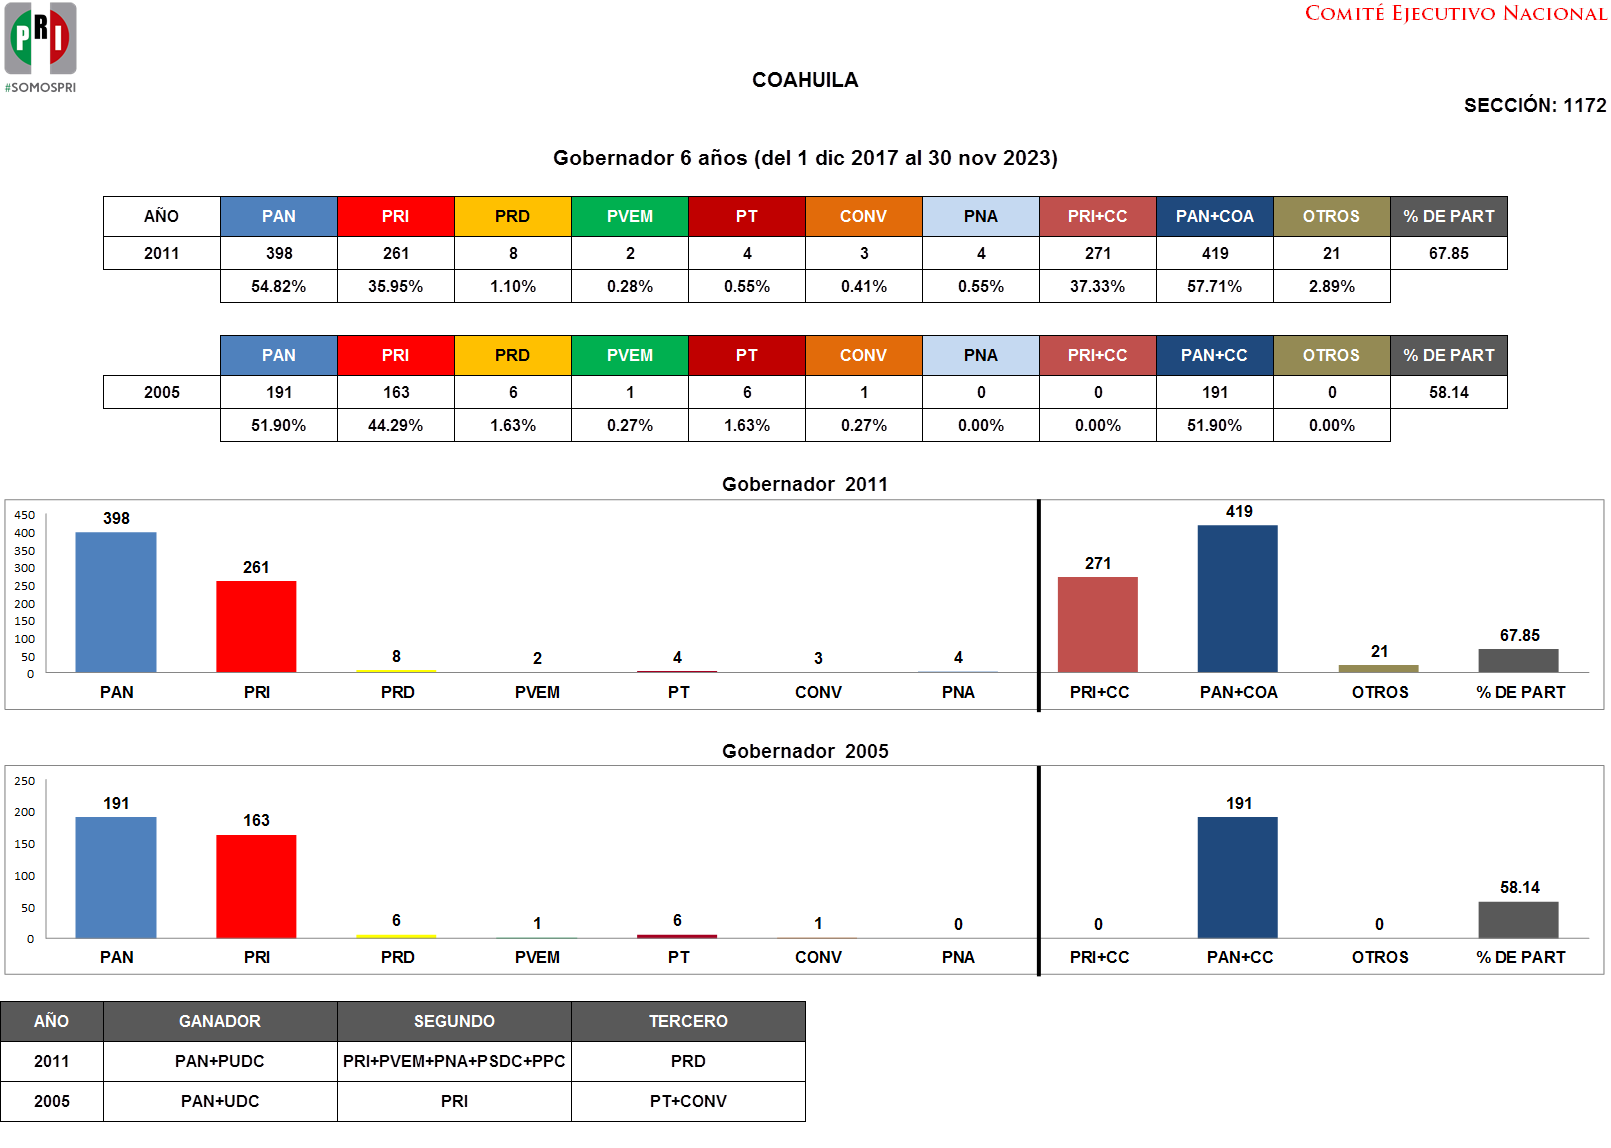 PRI
#SOMOSPRI
COMITÉ EJECUTIVO NACIONAL
COAHUILA
SECCIÓN: 1172
Gobernador 6 años (del 1 dic 2017 al 30 nov 2023)
AÑO PAN PRI PRD PVEM PT CONV PNA PRI+CC PAN+COA OTROS % DE PART
2011 398 261 8 2 4 3 4 271 419 21 67.85
54.82% 35.95% 1.10% 0.28% 0.55% 0.41% 0.55% 37.33% 57.71% 2.89%
PAN PRI PRD PVEM PT CONV PNA PRI+CC PAN+CC OTROS % DE PART
2005 191 163 6 1 6 1 0 0 191 0 58.14
51.90% 44.29% 1.63% 0.27% 1.63% 0.27% 0.00% 0.00% 51.90% 0.00%
Gobernador 2011
450
400
350
300
250
200
150
100
50
0
398 261 8 2 4 3 4 271 419 21 67.85
PAN PRI PRD PVEM PT CONV PNA PRI+CC PAN+COA OTROS % DE PART
Gobernador 2005
250
200
150
100
50
0
191 163 6 1 6 1 0 0 191 0 58.14
PAN PRI PRD PVEM PT CONV PNA PRI+CC PAN+CC OTROS % DE PART
AÑO GANADOR SEGUNDO TERCERO
2011 PAN+PUDC PRI+PVEM+PNA+PSDC+PPC PRD
2005 PAN+UDC PRI PT+CONV